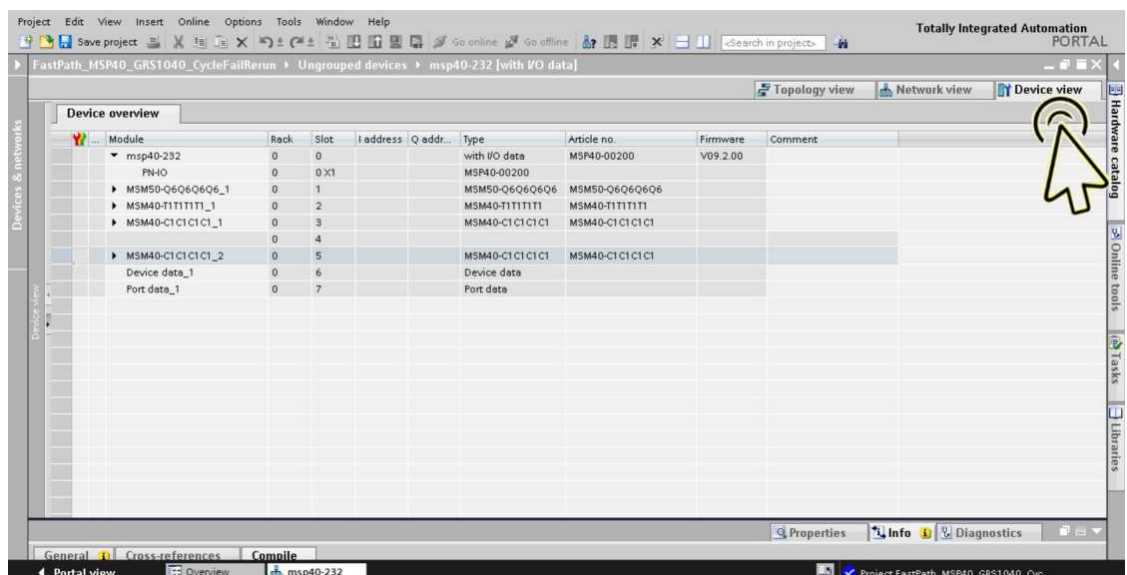 Project Edit View Insert Online Options Tools Window Help
Totally Integrated Automation
PORTAL
Save project Go online Go offline <Search in project>
FastPath_MSP40_GRS1040_CycleFailRerun Ungrouped devices msp40-232 [with I/O data]
Topology view Network view Device view
Device overview
... Module Rack Slot I address Q addr... Type Article no. Firmware Comment
msp40-232 0 0 with I/O data MSP40-00200 V09.2.00
PN-IO 0 0 X1 MSP40-00200
MSM50-Q6Q6Q6Q6_1 0 1 MSM50-Q6Q6Q6Q6 MSM50-Q6Q6Q6Q6
MSM40-T1T1T1T1_1 0 2 MSM40-T1T1T1T1 MSM40-T1T1T1T1
MSM40-C1C1C1C1_1 0 3 MSM40-C1C1C1C1 MSM40-C1C1C1C1
0 4
MSM40-C1C1C1C1_2 0 5 MSM40-C1C1C1C1 MSM40-C1C1C1C1
Device data_1 0 6 Device data
Port data_1 0 7 Port data
Devices & networks
Device view
Hardware catalog
Online tools
Tasks
Libraries
Properties Info Diagnostics
General Cross-references Compile
Portal view Overview msp40-232 Project FastPath_MSP40_GRS1040_Cyc...